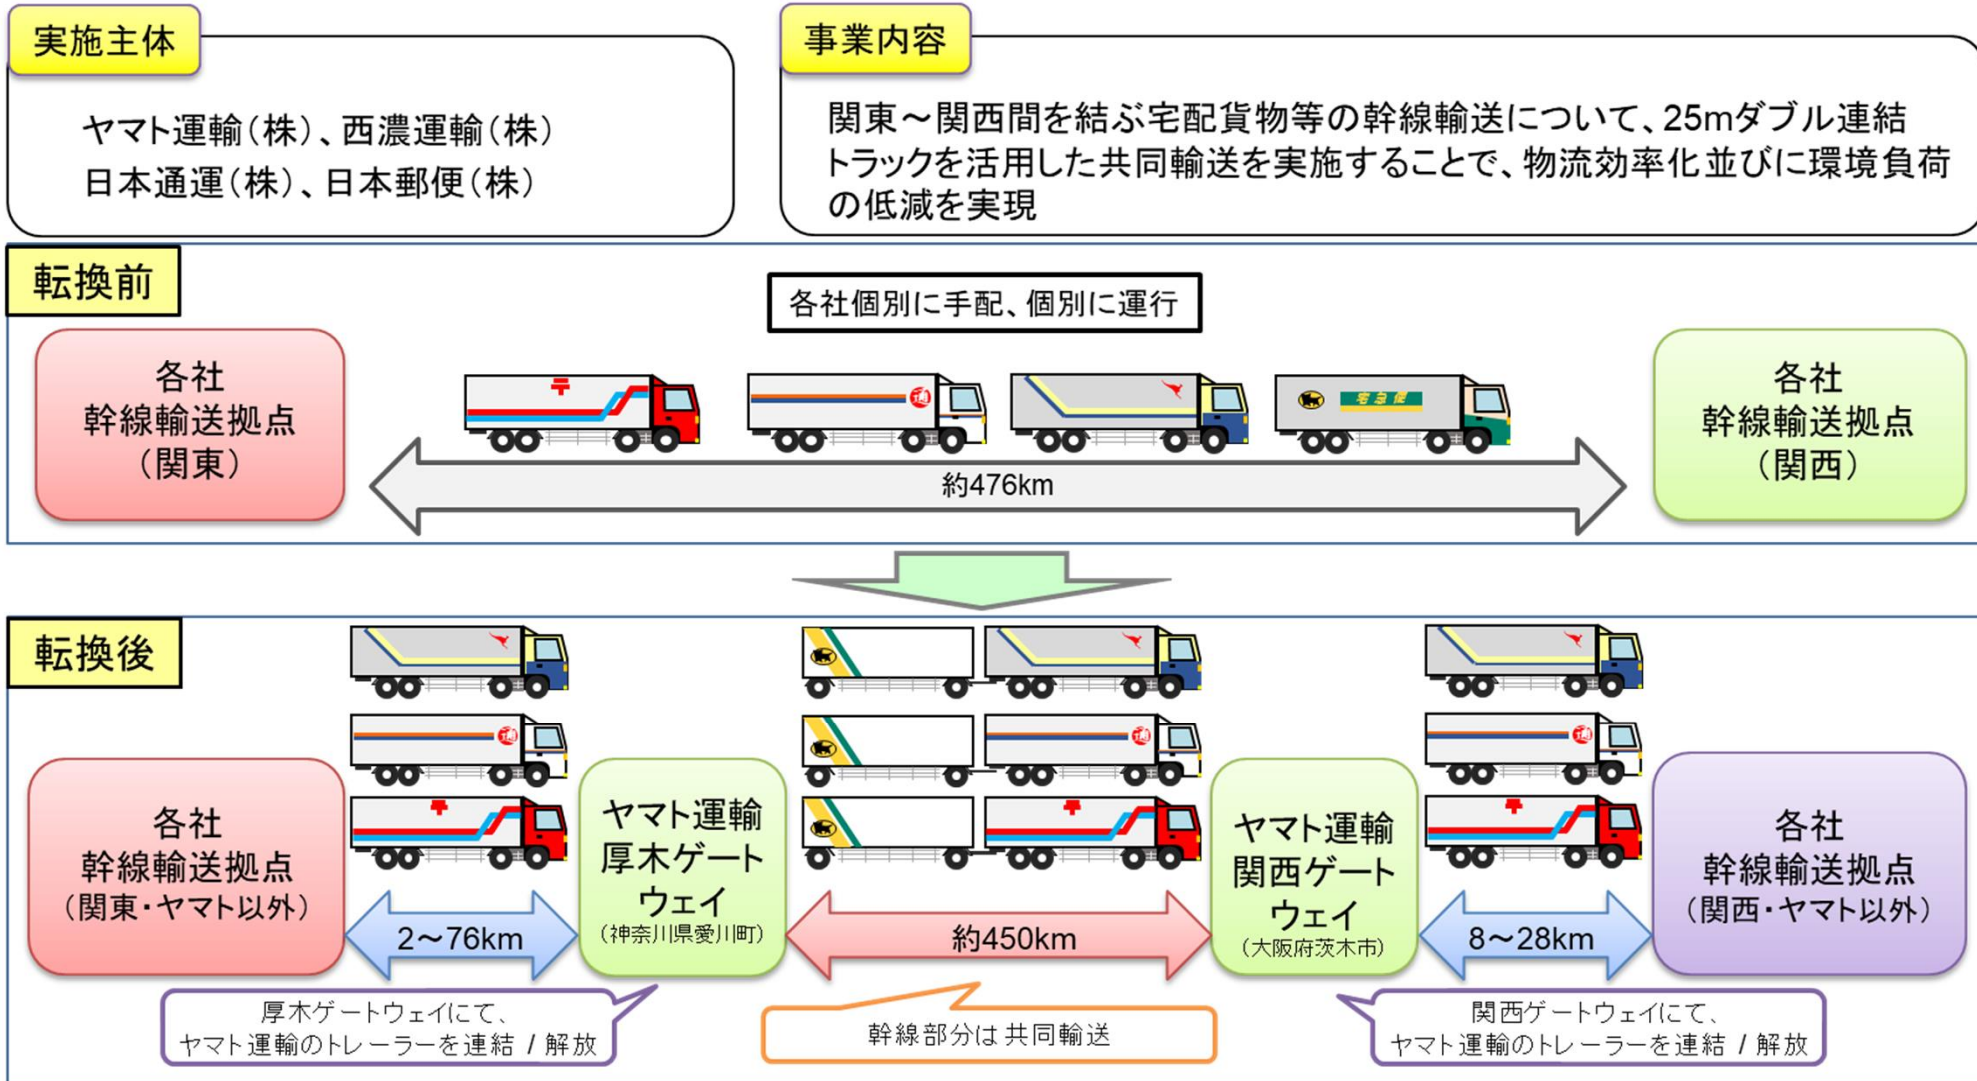 実施主体
ヤマト運輸(株)、西濃運輸(株)
日本通運(株)、日本郵便(株)
事業内容
関東～関西間を結ぶ宅配貨物等の幹線輸送について、25mダブル連結
トラックを活用した共同輸送を実施することで、物流効率化並びに環境負荷
の低減を実現
転換前
各社個別に手配、個別に運行
各社
幹線輸送拠点
(関東)
〒
通
宅急便
約476km
各社
幹線輸送拠点
(関西)
転換後
通
通
通
〒
〒
〒
各社
幹線輸送拠点
(関東・ヤマト以外)
2～76km
ヤマト運輸
厚木ゲート
ウェイ
(神奈川県愛川町)
約450km
ヤマト運輸
関西ゲート
ウェイ
(大阪府茨木市)
8～28km
各社
幹線輸送拠点
(関西・ヤマト以外)
厚木ゲートウェイにて、
ヤマト運輸のトレーラーを連結 / 解放
幹線部分は共同輸送
関西ゲートウェイにて、
ヤマト運輸のトレーラーを連結 / 解放